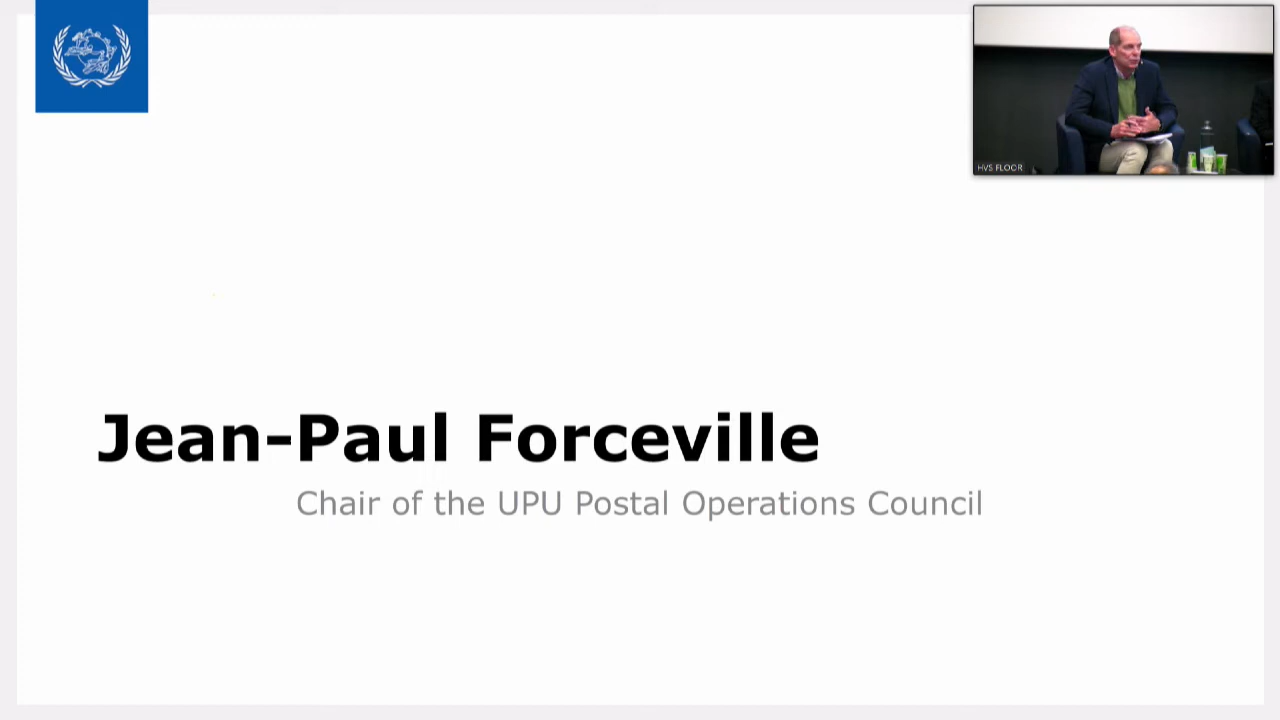 HVS FLOOR
Jean-Paul Forceville
Chair of the UPU Postal Operations Council